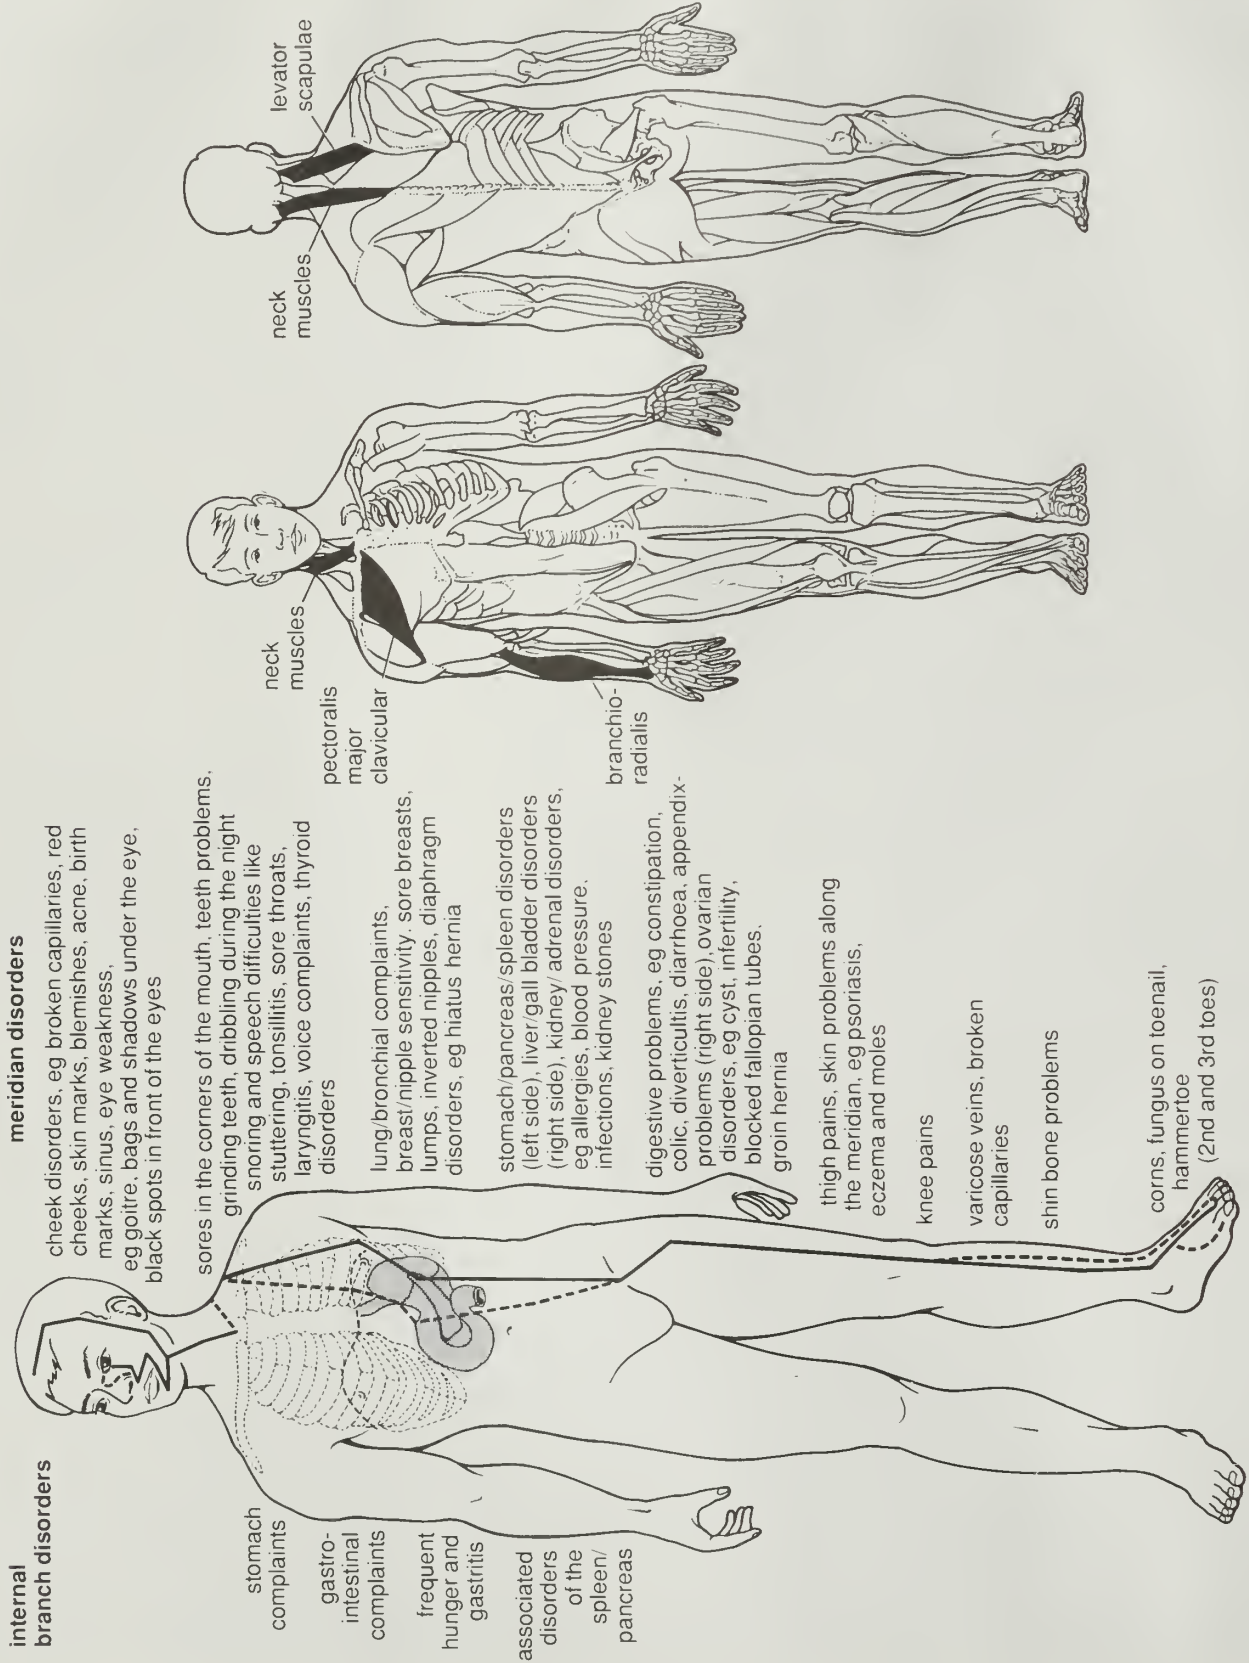 internal
branch disorders
stomach
complaints
gastro-
intestinal
complaints
frequent
hunger and
gastritis
associated
disorders
of the
spleen/
pancreas
meridian disorders
cheek disorders, eg broken capillaries, red
cheeks, skin marks, blemishes, acne, birth
marks, sinus, eye weakness,
eg goitre, bags and shadows under the eye,
black spots in front of the eyes
sores in the corners of the mouth, teeth problems,
grinding teeth, dribbling during the night
snoring and speech difficulties like
stuttering, tonsillitis, sore throats,
laryngitis, voice complaints, thyroid
disorders
lung/bronchial complaints,
breast/nipple sensitivity. sore breasts,
lumps, inverted nipples, diaphragm
disorders, eg hiatus hernia
stomach/pancreas/spleen disorders
(left side), liver/gall bladder disorders
(right side), kidney/adrenal disorders,
eg allergies, blood pressure.
infections, kidney stones
digestive problems, eg constipation,
colic, diverticultis, diarrhoea, appendix-
problems (right side), ovarian
disorders, eg cyst, infertility,
blocked fallopian tubes.
groin hernia
thigh pains, skin problems along
the meridian, eg psoriasis,
eczema and moles
knee pains
varicose veins, broken
capillaries
shin bone problems
corns, fungus on toenail,
hammertoe
(2nd and 3rd toes)
neck
muscles
pectoralis
major
clavicular
branchio-
radialis
neck
muscles
levator
scapulae